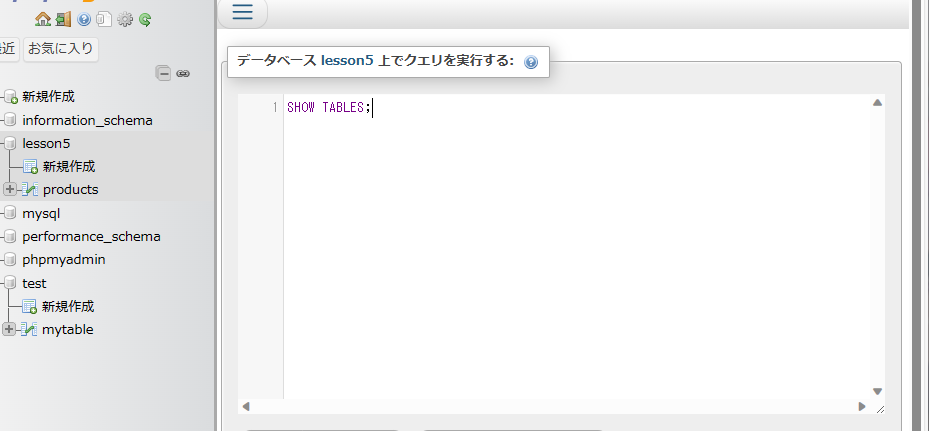 近
お気に入り
新規作成
information_schema
lesson5
新規作成
products
mysql
performance_schema
phpmyadmin
test
新規作成
mytable
データベース lesson5 上でクエリを実行する:
1 SHOW TABLES;